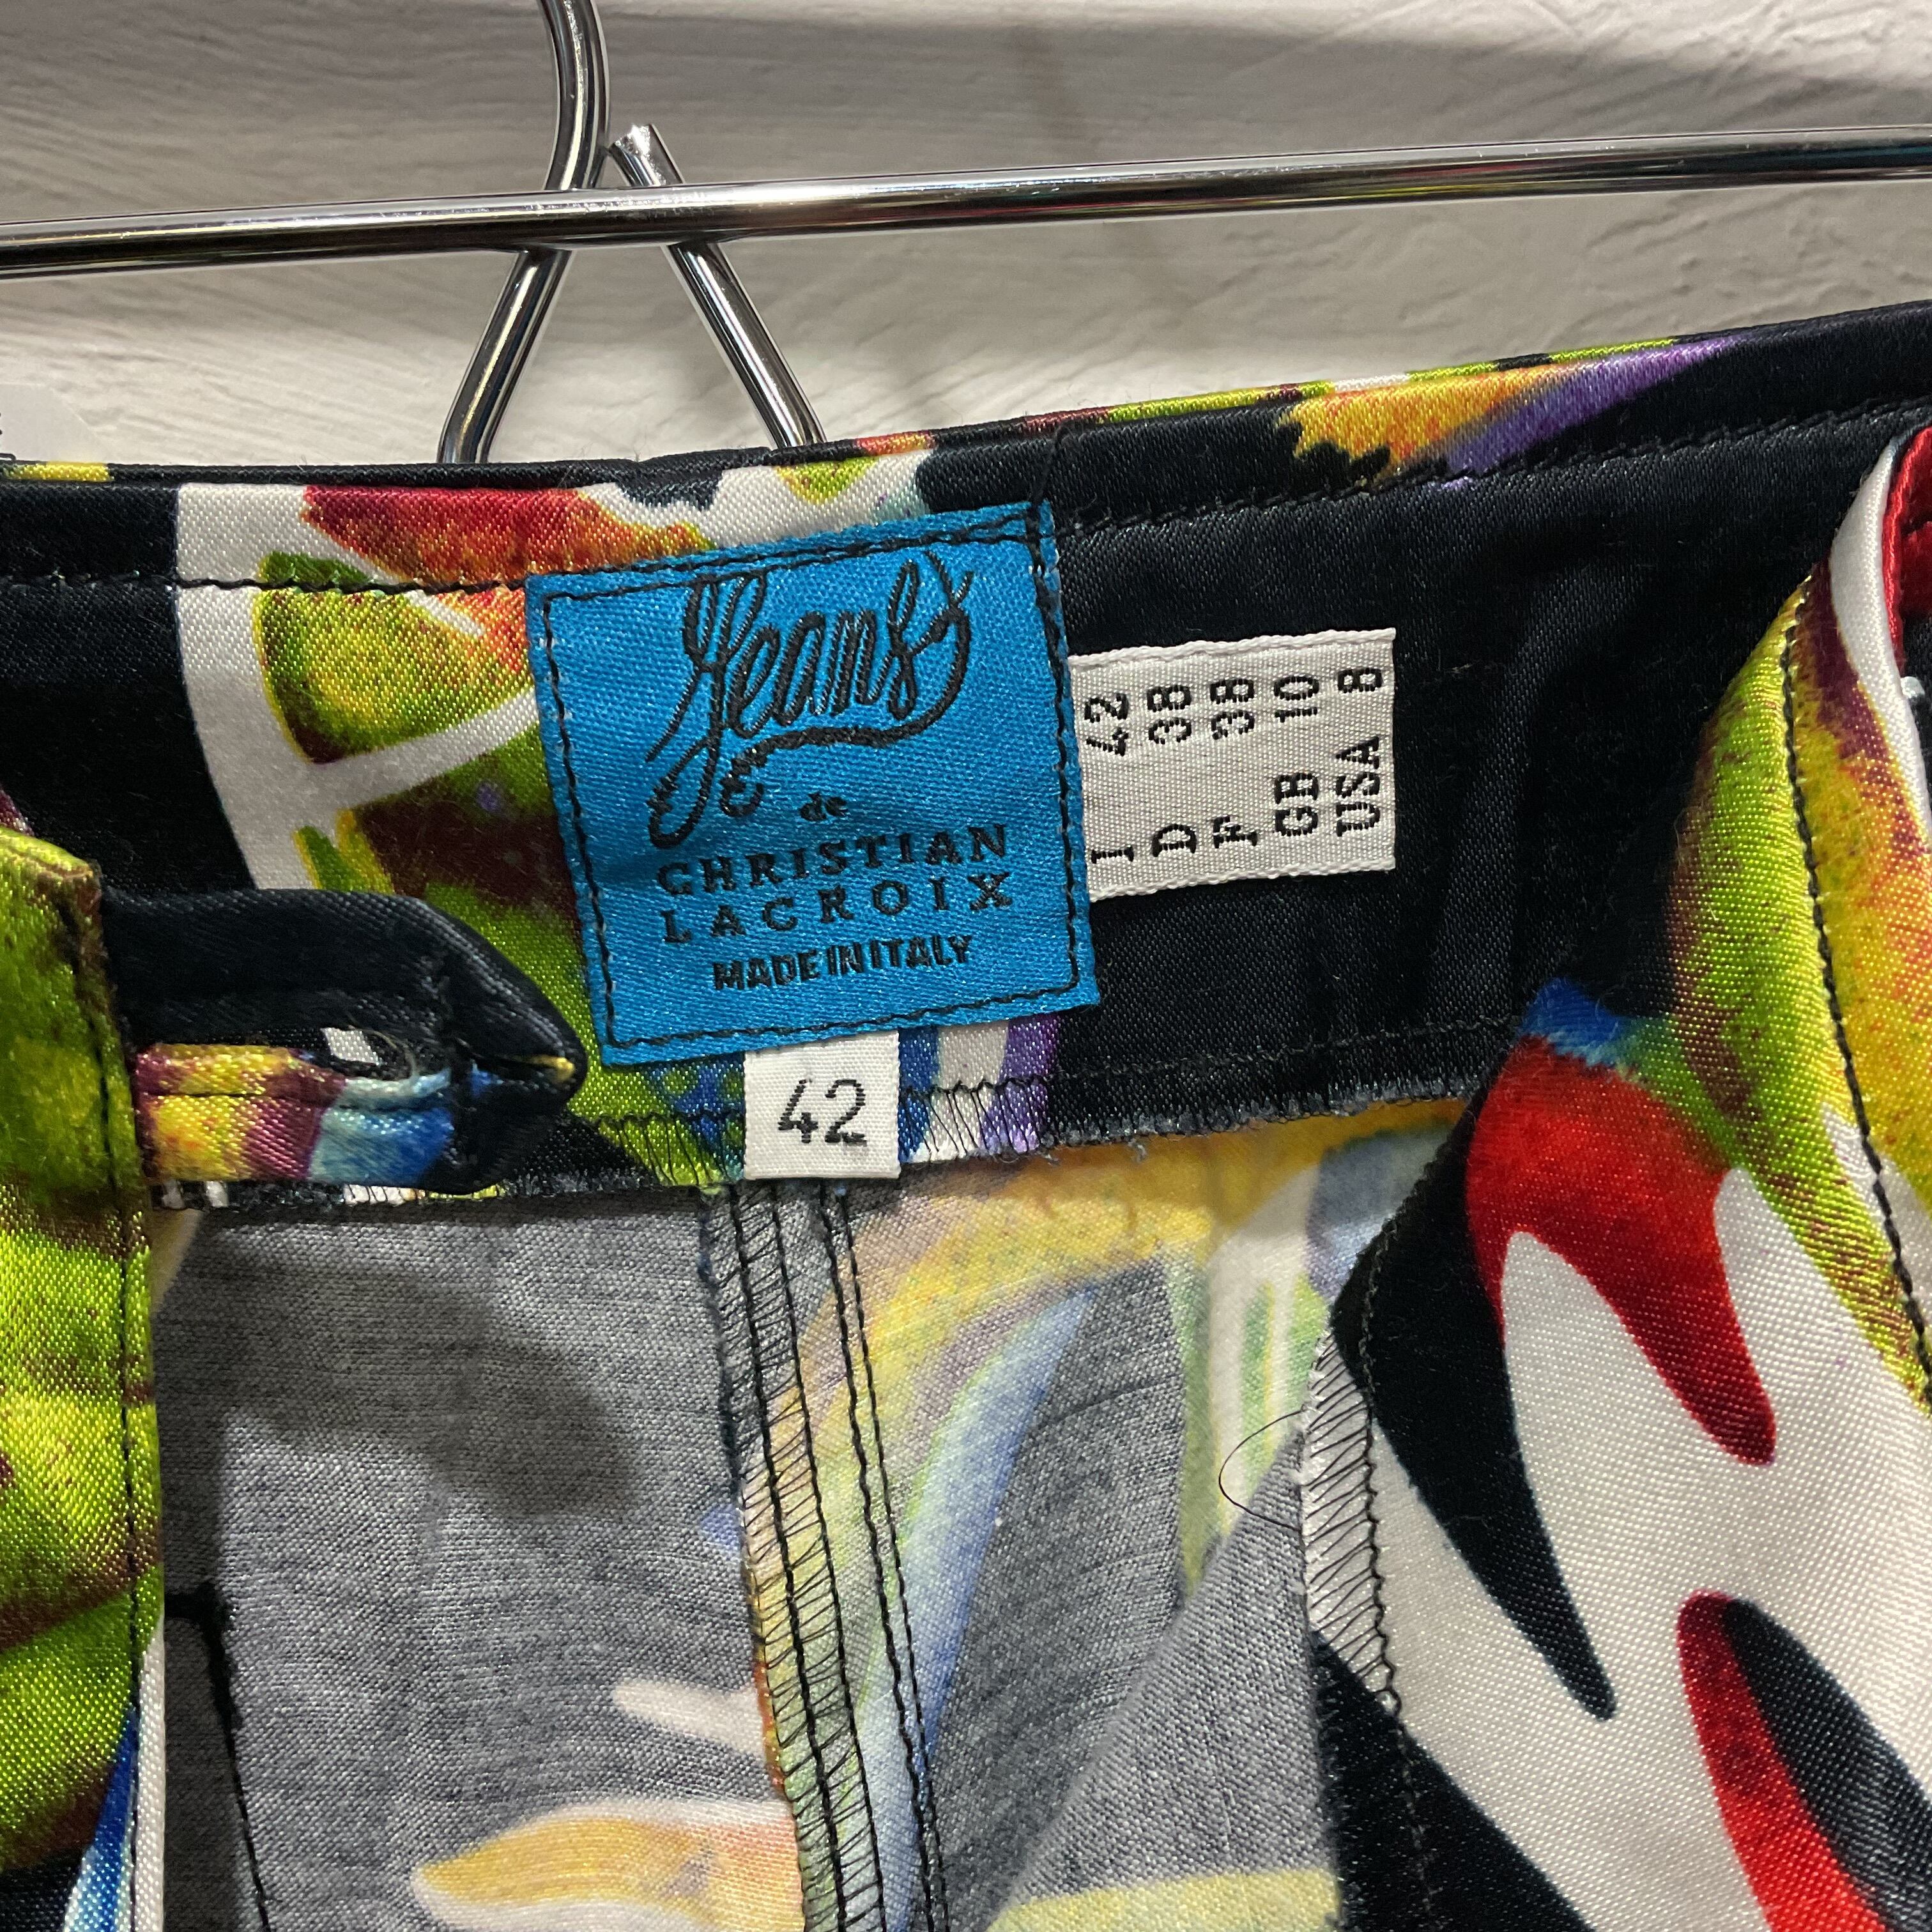 Jeans
de
CHRISTIAN
LACROIX
MADE IN ITALY
42
I 42
D 38
F 38
GB 10
USA 8